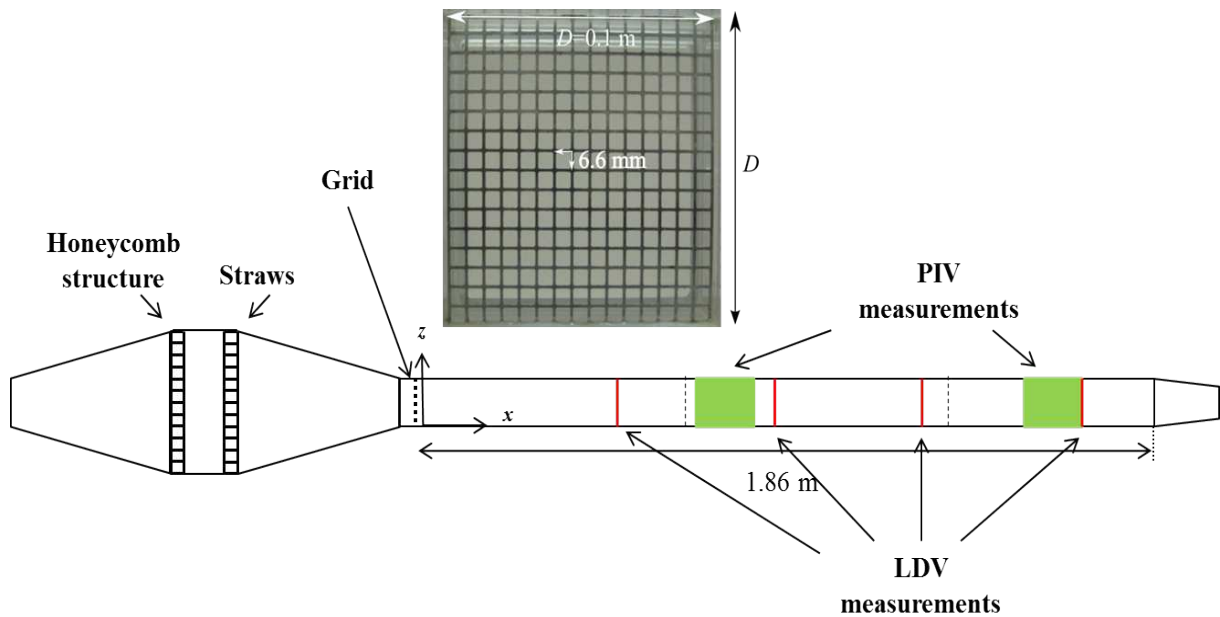 D=0.1 m
6.6 mm
D
Grid
Honeycomb
structure
Straws
PIV
measurements
z
x
1.86 m
LDV
measurements